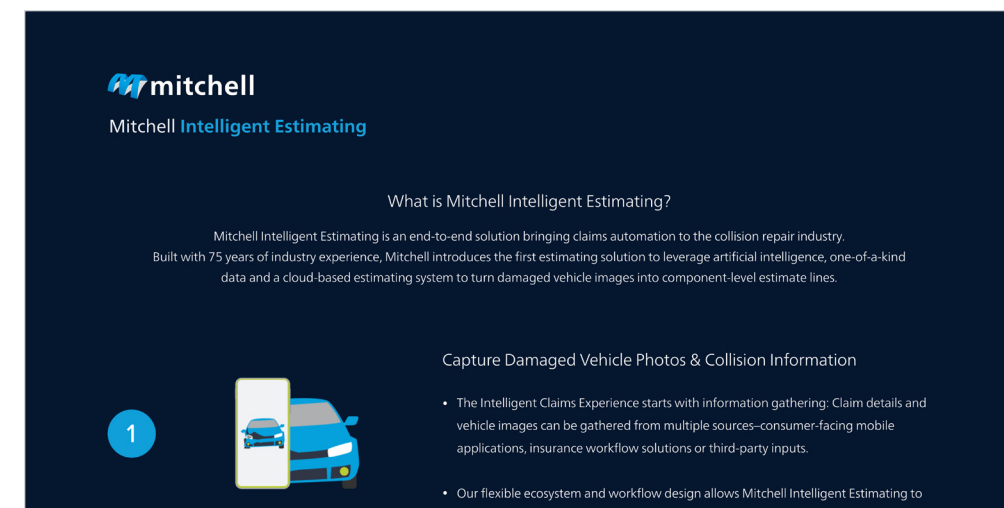 mitchell
Mitchell Intelligent Estimating
What is Mitchell Intelligent Estimating?
Mitchell Intelligent Estimating is an end-to-end solution bringing claims automation to the collision repair industry.
Built with 75 years of industry experience, Mitchell introduces the first estimating solution to leverage artificial intelligence, one-of-a-kind
data and a cloud-based estimating system to turn damaged vehicle images into component-level estimate lines.
Capture Damaged Vehicle Photos & Collision Information
1
• The Intelligent Claims Experience starts with information gathering: Claim details and
vehicle images can be gathered from multiple sources–consumer-facing mobile
applications, insurance workflow solutions or third-party inputs.
• Our flexible ecosystem and workflow design allows Mitchell Intelligent Estimating to